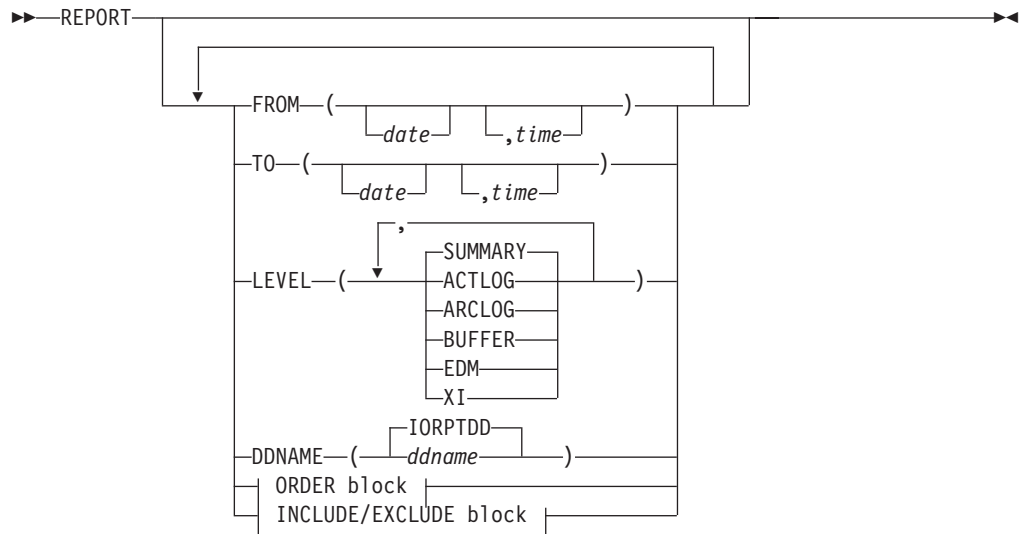 REPORT
FROM ( date ,time )
TO ( date ,time )
,
SUMMARY
LEVEL ( ACTLOG )
ARCLOG
BUFFER
EDM
XI
IORPTDD
DDNAME ( ddname )
ORDER block
INCLUDE/EXCLUDE block